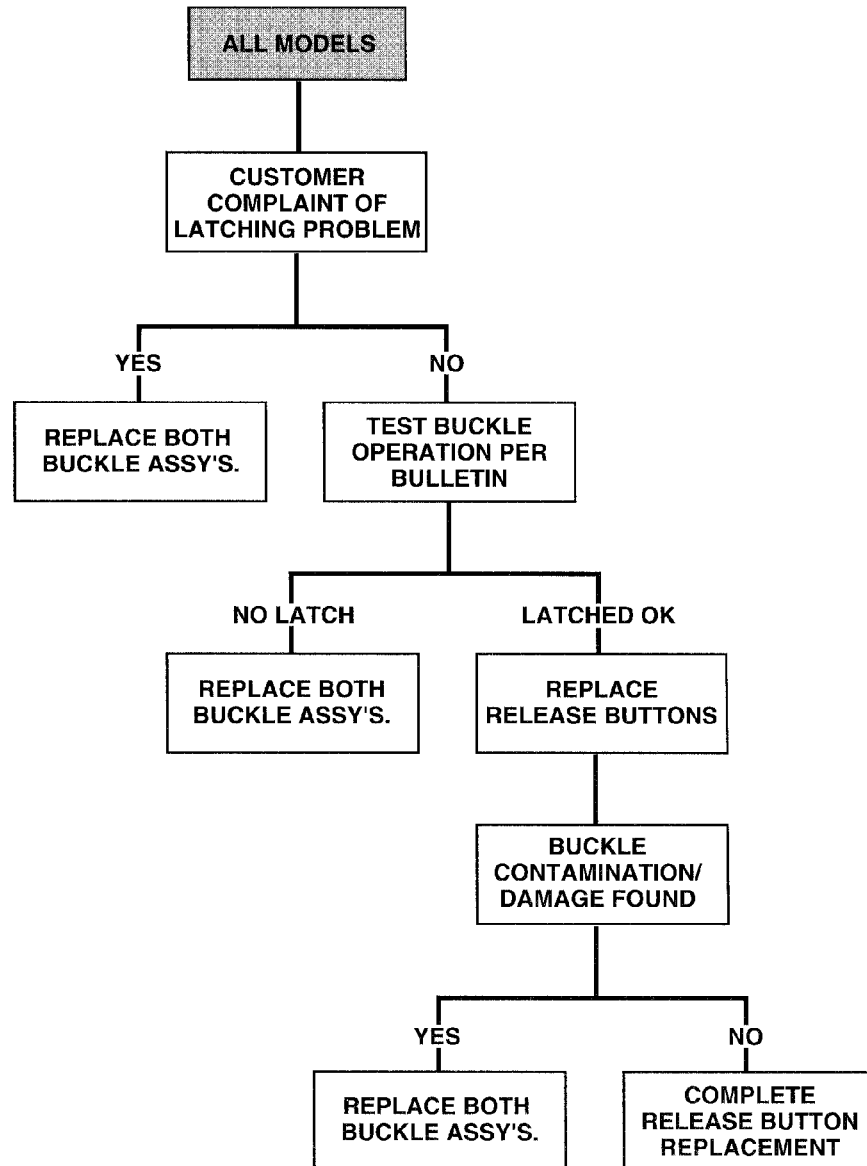 ALL MODELS
CUSTOMER
COMPLAINT OF
LATCHING PROBLEM
YES
NO
REPLACE BOTH
BUCKLE ASSY'S.
TEST BUCKLE
OPERATION PER
BULLETIN
NO LATCH
LATCHED OK
REPLACE BOTH
BUCKLE ASSY'S.
REPLACE
RELEASE BUTTONS
BUCKLE
CONTAMINATION/
DAMAGE FOUND
YES
NO
REPLACE BOTH
BUCKLE ASSY'S.
COMPLETE
RELEASE BUTTON
REPLACEMENT